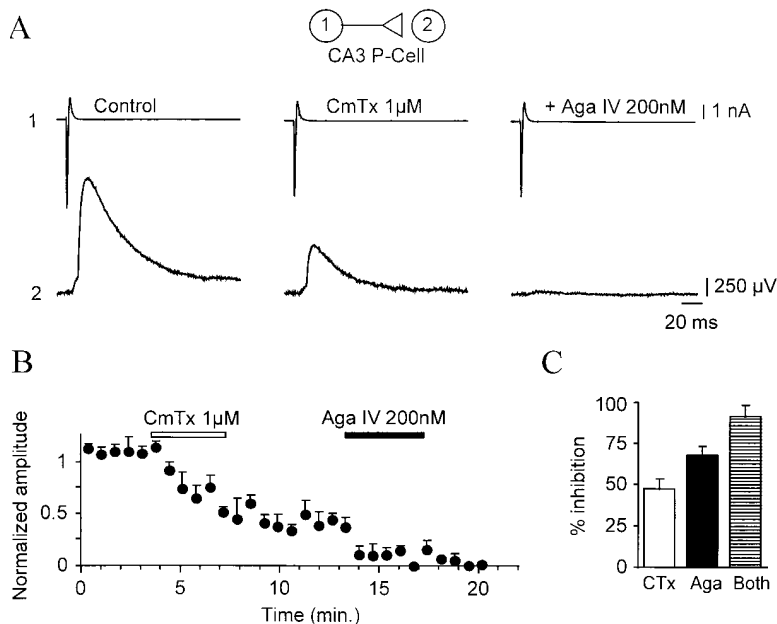 A
1 2
CA3 P-Cell
Control
CmTx 1µM
+ Aga IV 200nM
1 nA
1
2
250 µV
20 ms
B
CmTx 1µM
Aga IV 200nM
Normalized amplitude
1
0.5
0
0 5 10 15 20
Time (min.)
C
% inhibition
100
75
50
25
0
CTx Aga Both